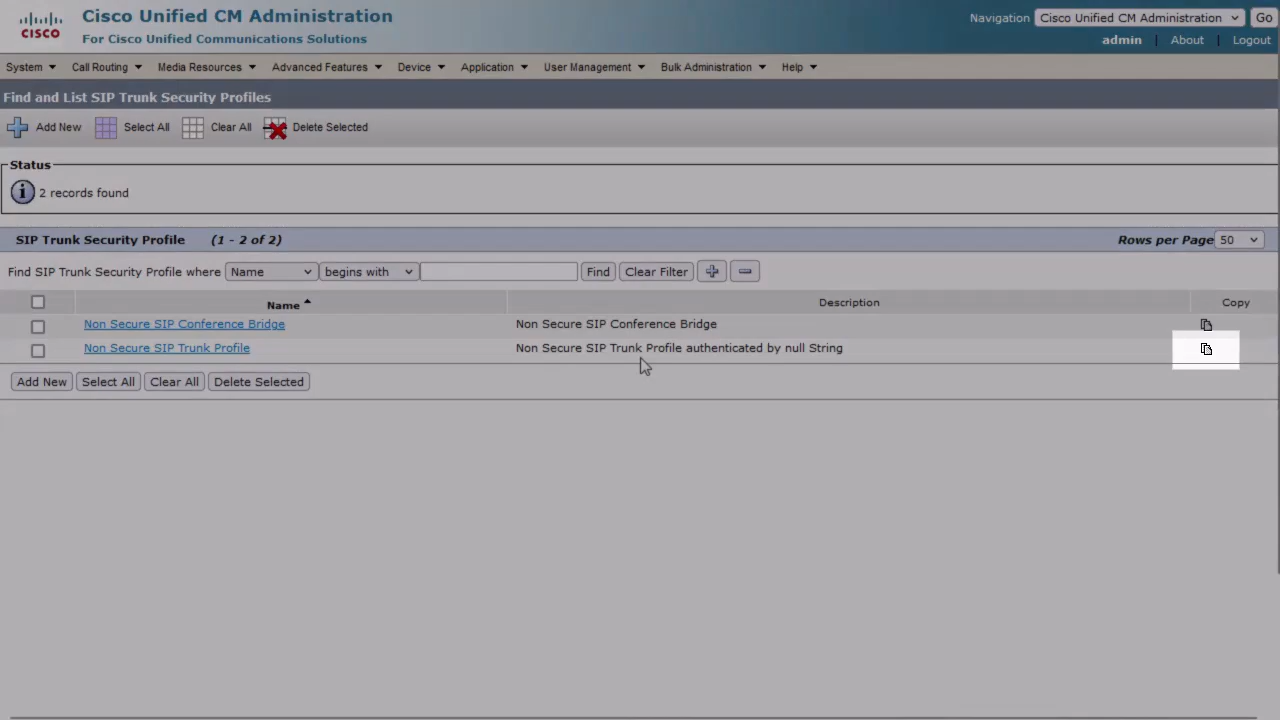 Cisco Unified CM Administration
For Cisco Unified Communications Solutions
CISCO
Navigation Cisco Unified CM Administration Go
admin | About | Logout
System Call Routing Media Resources Advanced Features Device Application User Management Bulk Administration Help
Find and List SIP Trunk Security Profiles
Add New Select All Clear All Delete Selected
Status
2 records found
SIP Trunk Security Profile (1 - 2 of 2) Rows per Page 50
Find SIP Trunk Security Profile where Name begins with Find Clear Filter
Name Description Copy
Non Secure SIP Conference Bridge Non Secure SIP Conference Bridge
Non Secure SIP Trunk Profile Non Secure SIP Trunk Profile authenticated by null String
Add New Select All Clear All Delete Selected